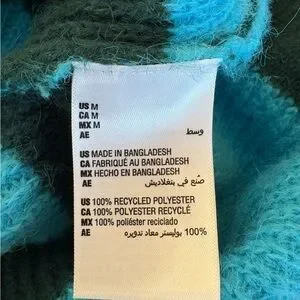 US M
CA M
MX M
AE وسط
US MADE IN BANGLADESH
CA FABRIQUÉ AU BANGLADESH
MX HECHO EN BANGLADESH
AE صنع في بنغلاديش
US 100% RECYCLED POLYESTER
CA 100% POLYESTER RECYCLÉ
MX 100% poliéster reciclado
AE 100% بوليستر معاد تدويره